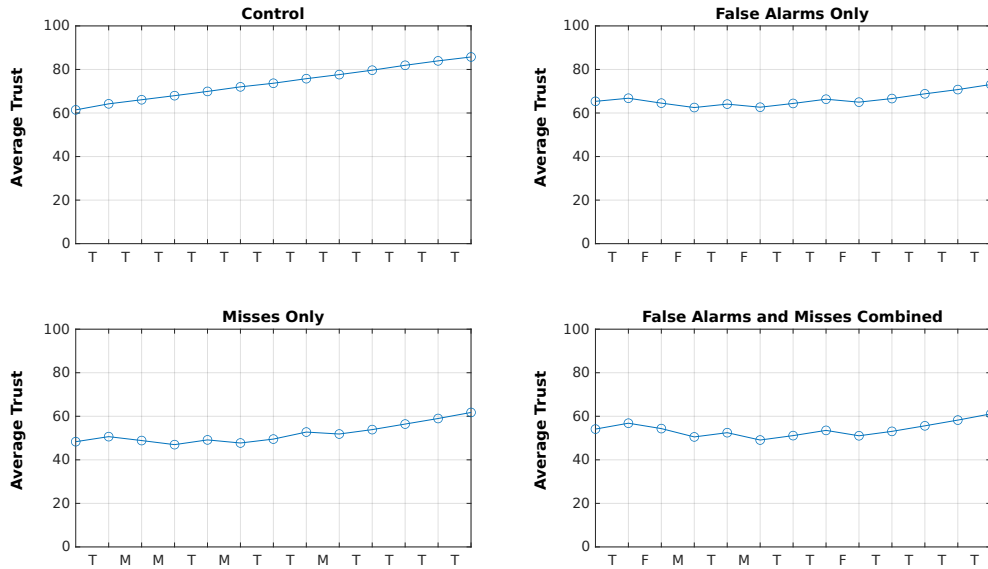 Control
Average Trust
100
80
60
40
20
0
T T T T T T T T T T T T
False Alarms Only
Average Trust
100
80
60
40
20
0
T F F T F T T F T T T T
Misses Only
Average Trust
100
80
60
40
20
0
T M M T M T T M T T T T
False Alarms and Misses Combined
Average Trust
100
80
60
40
20
0
T F M T M T T F T T T T